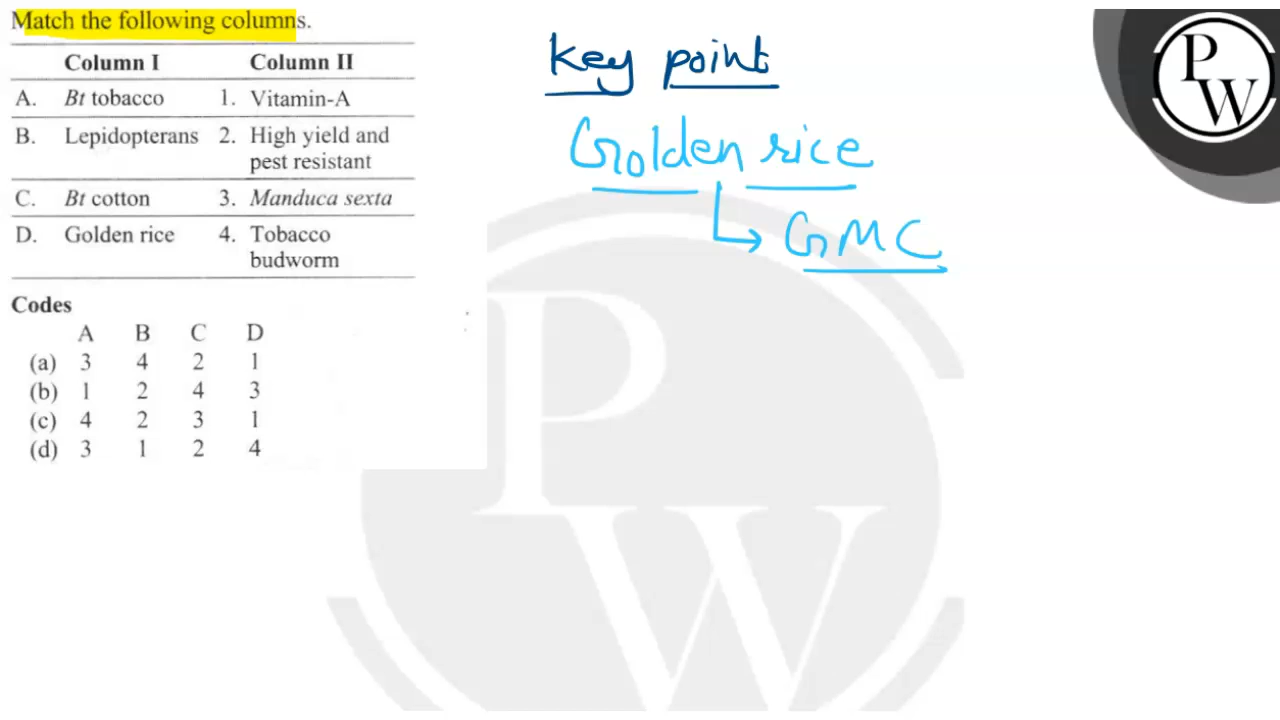 Match the following columns.
Column I Column II
A. Bt tobacco 1. Vitamin-A
B. Lepidopterans 2. High yield and
pest resistant
C. Bt cotton 3. Manduca sexta
D. Golden rice 4. Tobacco
budworm
Codes
A B C D
(a) 3 4 2 1
(b) 1 2 4 3
(c) 4 2 3 1
(d) 3 1 2 4
Key point
Golden rice
GMC
P
W
P
W